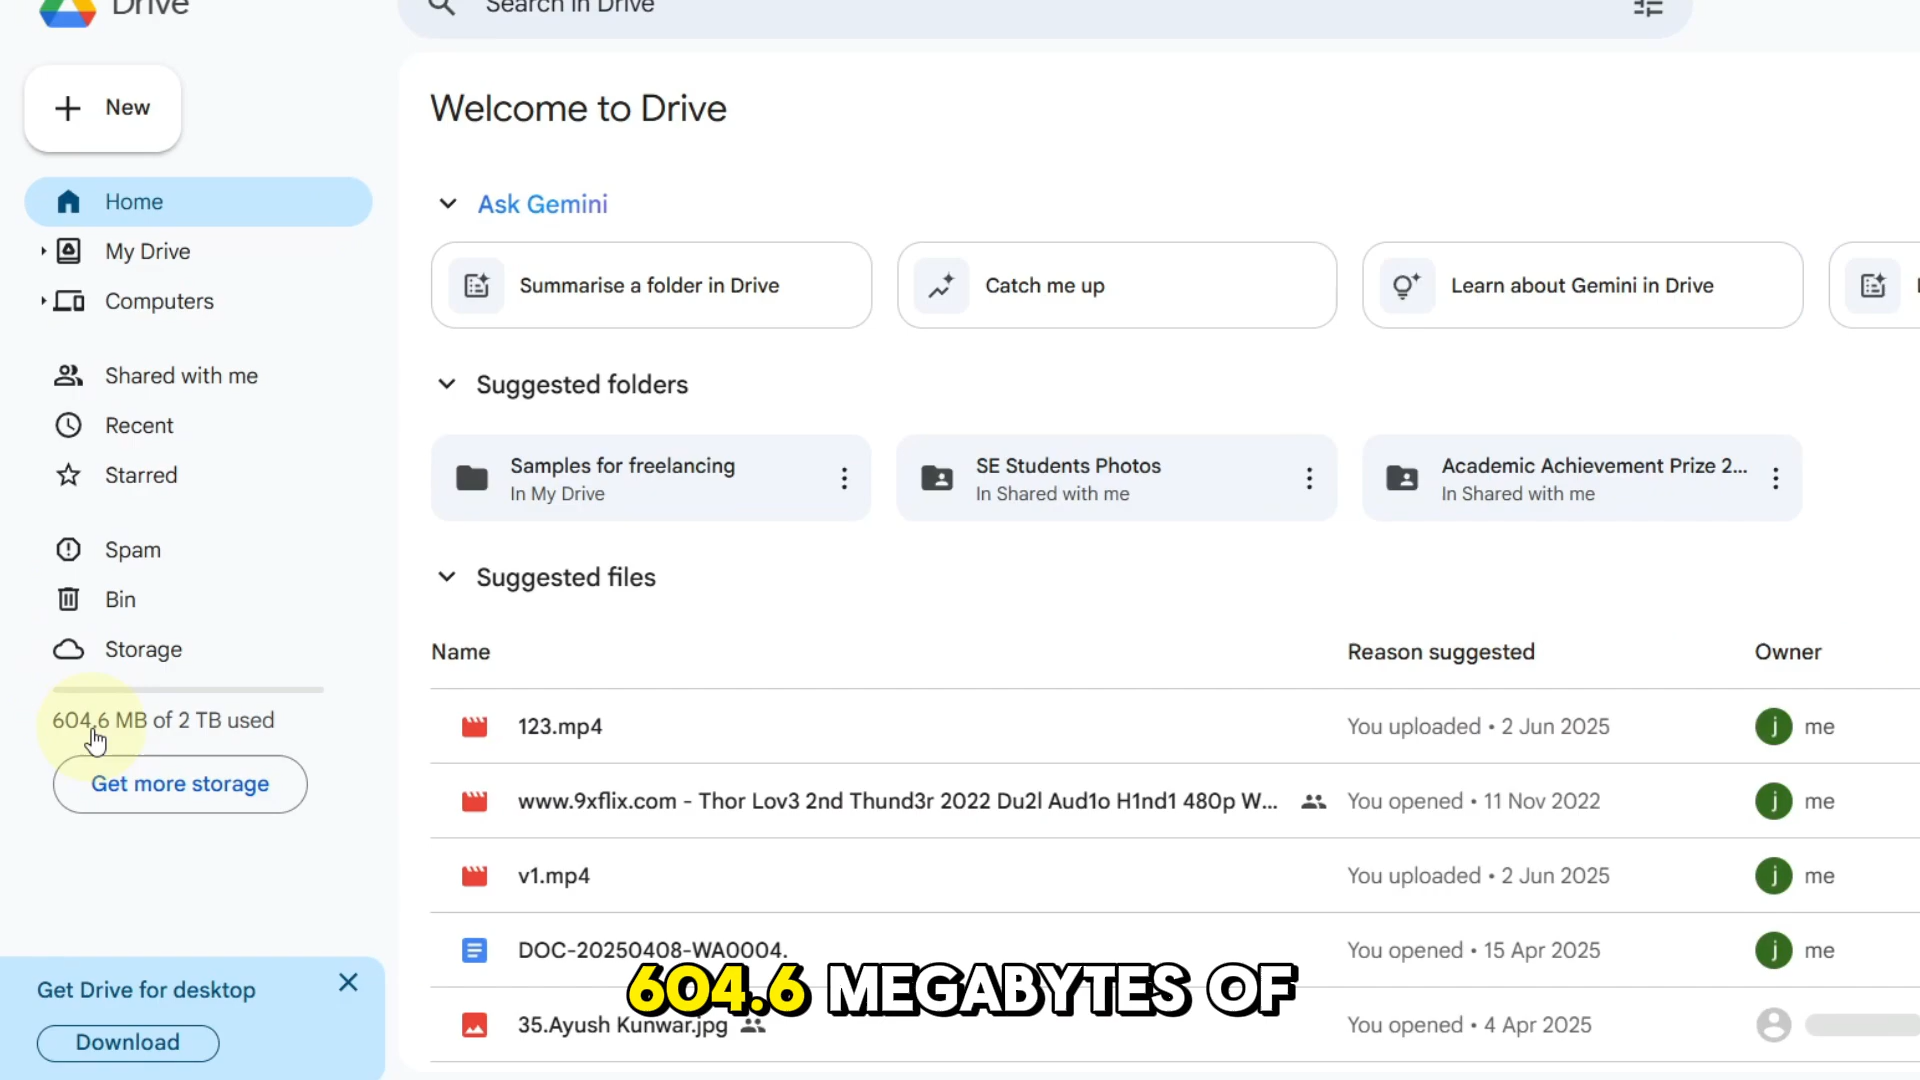 Drive
Search in Drive
New
Welcome to Drive
Home
My Drive
Computers
Shared with me
Recent
Starred
Spam
Bin
Storage
604.6 MB of 2 TB used
Get more storage
Get Drive for desktop
Download
Ask Gemini
Summarise a folder in Drive
Catch me up
Learn about Gemini in Drive
Suggested folders
Samples for freelancing
In My Drive
SE Students Photos
In Shared with me
Academic Achievement Prize 2...
In Shared with me
Suggested files
Name Reason suggested Owner
123.mp4 You uploaded • 2 Jun 2025 j me
www.9xflix.com - Thor Lov3 2nd Thund3r 2022 Du2l Aud1o H1nd1 480p W... You opened • 11 Nov 2022 j me
v1.mp4 You uploaded • 2 Jun 2025 j me
DOC-20250408-WA0004. You opened • 15 Apr 2025 j me
604.6 MEGABYTES OF
35.Ayush Kunwar.jpg You opened • 4 Apr 2025